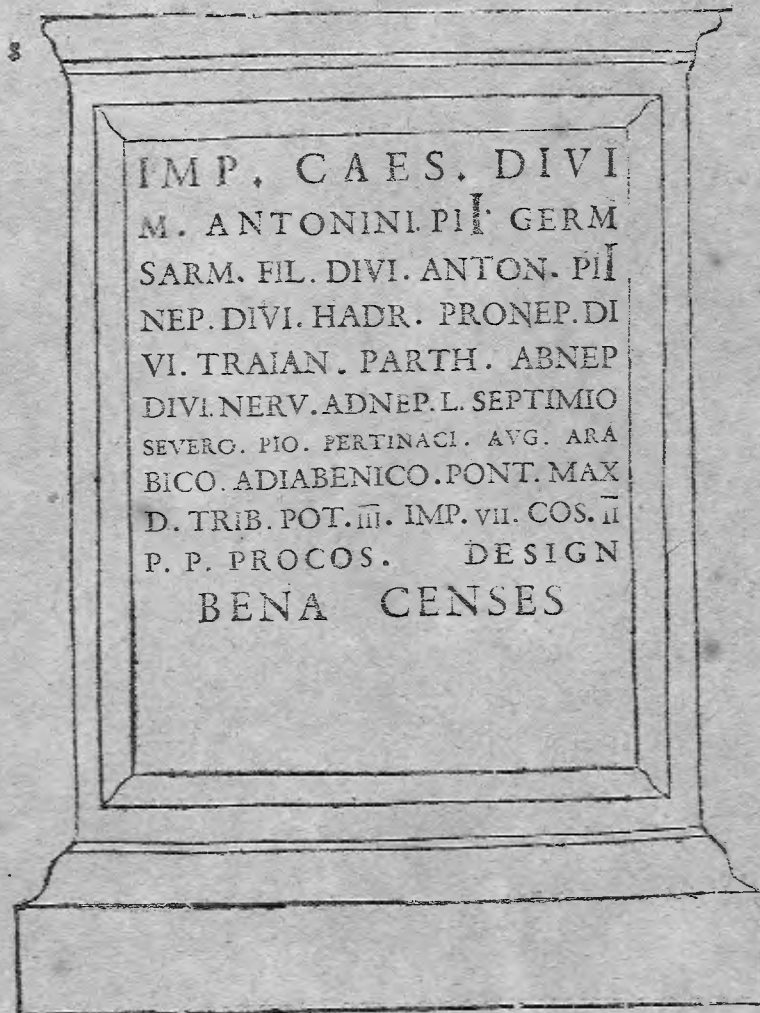 8
IMP. CAES. DIVI
M. ANTONINI. PII· GERM
SARM. FIL. DIVI. ANTON. PII
NEP. DIVI. HADR. PRONEP. DI
VI. TRAIAN. PARTH. ABNEP
DIVI. NERV. ADNEP. L. SEPTIMIO
SEVERO. PIO. PERTINACI. AVG. ARA
BICO. ADIABENICO. PONT. MAX
D. TRIB. POT. III. IMP. VII. COS. II
P. P. PROCOS. DESIGN
BENA CENSES